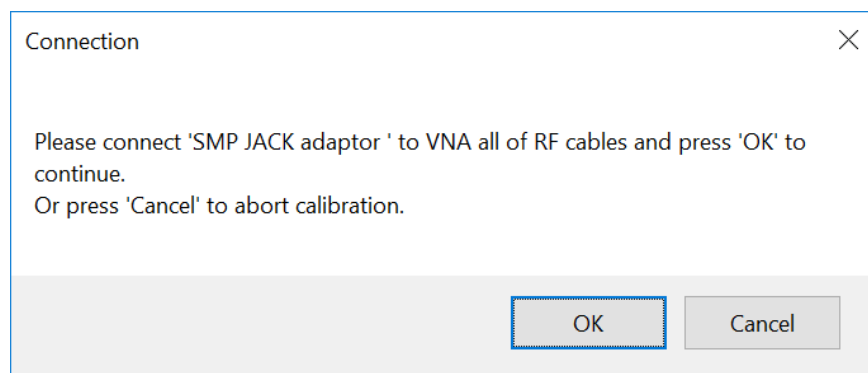 Connection
Please connect 'SMP JACK adaptor ' to VNA all of RF cables and press 'OK' to
continue.
Or press 'Cancel' to abort calibration.
OK
Cancel